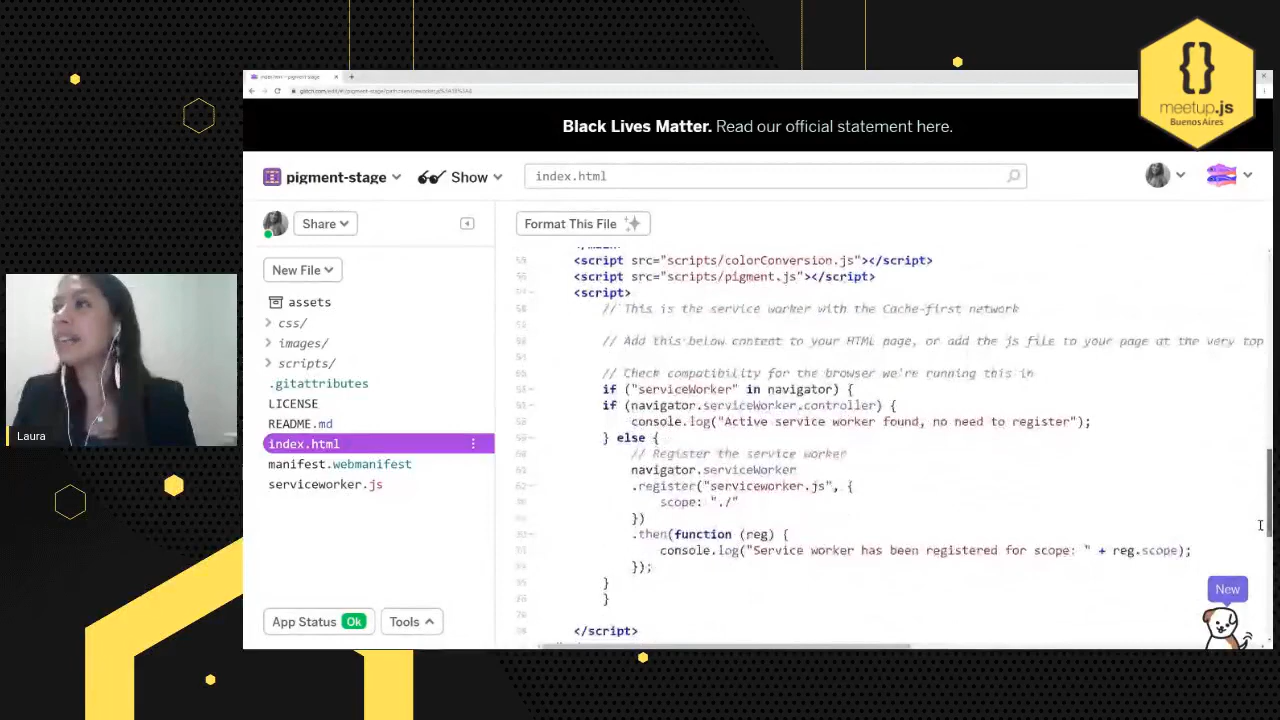 {}
meetup.js
Buenos Aires
Black Lives Matter. Read our official statement here.
pigment-stage
Show
index.html
Share
Format This File
New File
assets
css/
images/
scripts/
.gitattributes
LICENSE
README.md
index.html
manifest.webmanifest
serviceworker.js
App Status Ok
Tools
<script src="scripts/colorConversion.js"></script>
<script src="scripts/pigment.js"></script>
<script>
// This is the service worker with the Cache-first network
// Add this below content to your HTML page, or add the js file to your page at the very top
// Check compatibility for the browser we're running this in
if ("serviceWorker" in navigator) {
if (navigator.serviceWorker.controller) {
console.log("Active service worker found, no need to register");
} else {
// Register the service worker
navigator.serviceWorker
.register("serviceworker.js", {
scope: "./"
})
.then(function (reg) {
console.log("Service worker has been registered for scope: " + reg.scope);
});
}
}
</script>
New
Laura